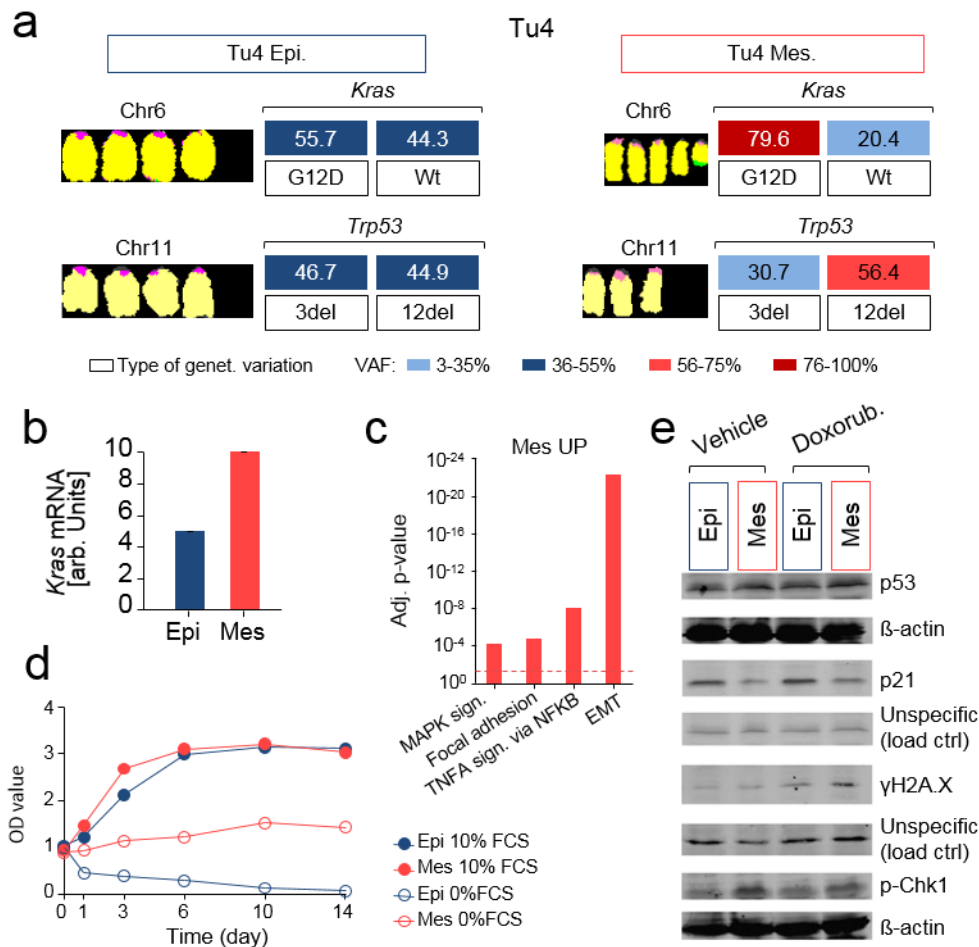 a
Tu4
Tu4 Epi.
Tu4 Mes.
Chr6
Kras
55.7 44.3
G12D Wt
Chr11
Trp53
46.7 44.9
3del 12del
Chr6
Kras
79.6 20.4
G12D Wt
Chr11
Trp53
30.7 56.4
3del 12del
Type of genet. variation VAF: 3-35% 36-55% 56-75% 76-100%
b
Kras mRNA
[arb. Units]
10
8
6
4
2
0
Epi Mes
c
Mes UP
Adj. p-value
10-24
10-20
10-16
10-12
10-8
10-4
100
MAPK sign.
Focal adhesion
TNFA sign. via NFKB
EMT
d
OD value
4
3
2
1
0
0 1 3 6 10 14
Time (day)
Epi 10% FCS
Mes 10% FCS
Epi 0%FCS
Mes 0%FCS
e
Vehicle Doxorub.
Epi Mes Epi Mes
p53
ß-actin
p21
Unspecific
(load ctrl)
γH2A.X
Unspecific
(load ctrl)
p-Chk1
ß-actin